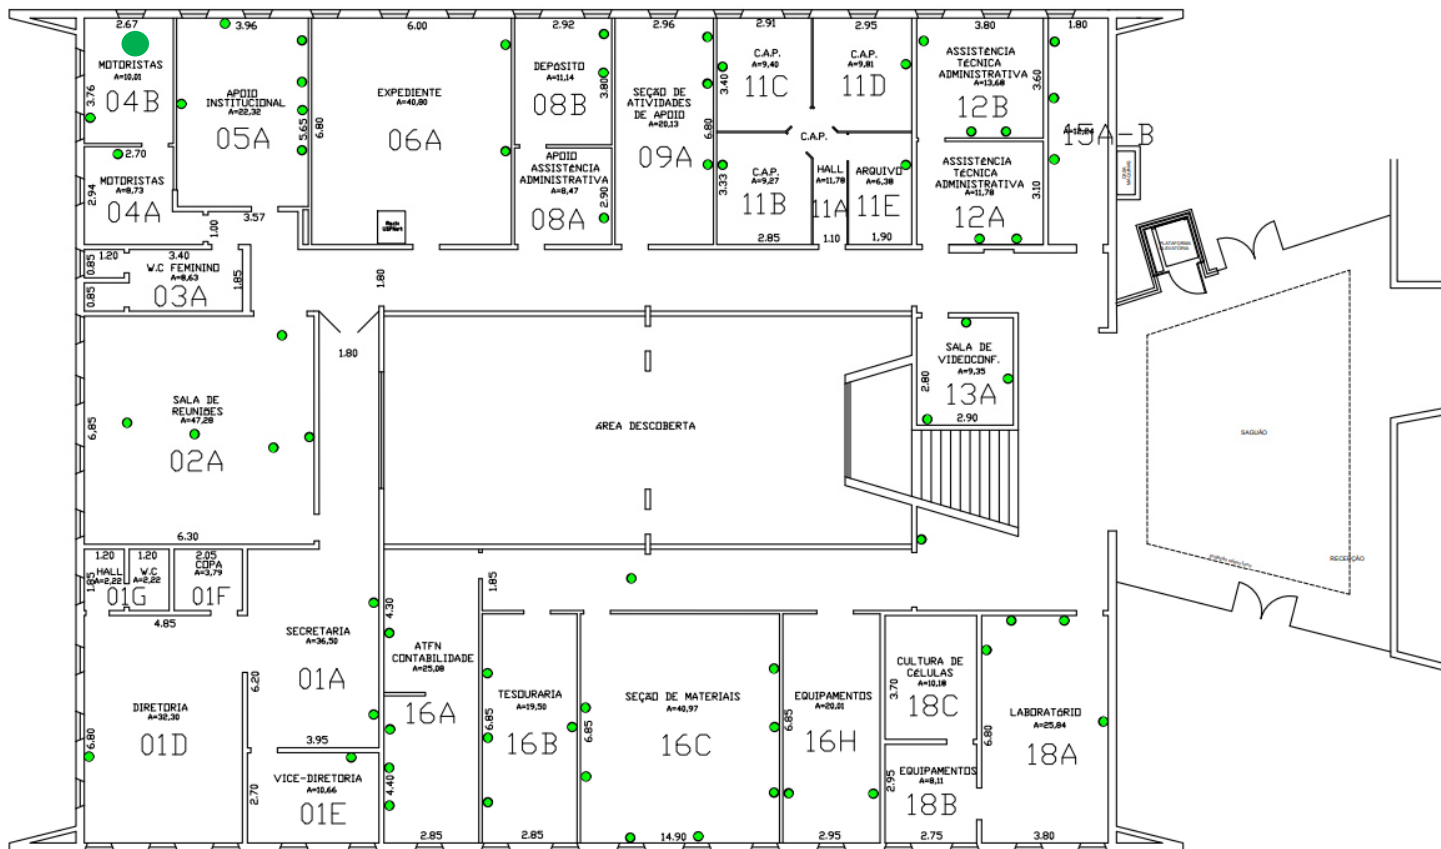 2.67
MOTORISTAS
A=10,01
04B
3.76
3.96
APOIO
INSTITUCIONAL
A=22,32
05A
5.65
6.00
EXPEDIENTE
A=40,80
06A
6.80
2.92
DEPÓSITO
A=11,14
08B
3.80
2.96
SEÇÃO DE
ATIVIDADES
DE APOIO
A=20,13
09A
6.80
2.91
C.A.P.
A=9,40
11C
3.40
2.95
C.A.P.
A=9,81
11D
3.80
ASSISTÊNCIA
TÉCNICA
ADMINISTRATIVA
A=13,68
12B
3.60
1.80
15A-B
2.70
MOTORISTAS
A=8,73
04A
2.94
3.57
1.00
APOIO
ASSISTÊNCIA
ADMINISTRATIVA
A=8,47
08A
2.90
C.A.P.
C.A.P.
A=9,27
11B
3.33
2.85
HALL
A=11,78
11A
1.10
ARQUIVO
A=6,38
11E
1.90
ASSISTÊNCIA
TÉCNICA
ADMINISTRATIVA
A=11,78
12A
3.10
1.20
3.40
0.85
W.C FEMININO
A=8,63
03A
0.85
1.85
1.80
PLATAFORMA
1.80
SALA DE
VIDEOCONF.
A=9,35
13A
2.80
2.90
SALA DE
REUNIÕES
A=47,28
02A
6,85
6.30
ÁREA DESCOBERTA
SAGUÃO
RECEPÇÃO
1.20
HALL
A=2,22
01G
1.85
1.20
W.C
A=2,22
2.05
COPA
A=3,79
01F
4.85
SECRETARIA
A=36,50
01A
6.20
3.95
4.30
ATFN
CONTABILIDADE
A=25,08
16A
4.40
2.85
1.85
TESOURARIA
A=19,50
16B
6.85
2.85
SEÇÃO DE MATERIAIS
A=40,97
16C
6.85
14.90
EQUIPAMENTOS
A=20,01
16H
6.85
2.95
CULTURA DE
CÉLULAS
A=10,18
18C
3.70
EQUIPAMENTOS
A=8,11
18B
2.95
2.75
LABORATÓRIO
A=25,84
18A
6.80
3.80
DIRETORIA
A=32,30
01D
6.80
VICE-DIRETORIA
A=10,66
01E
2.70